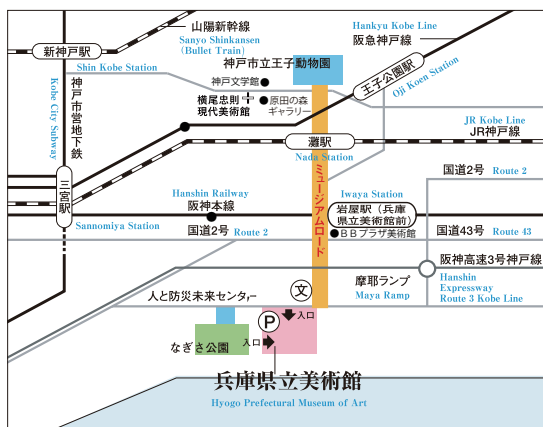 山陽新幹線
Sanyo Shinkansen
(Bullet Train)
Hankyu Kobe Line
阪急神戸線
新神戸駅
Shin Kobe Station
神戸市立王子動物園
神戸文学館
横尾忠則
現代美術館
原田の森
ギャラリー
王子公園駅
Oji Koen Station
神戸市営地下鉄
Kobe City Subway
JR Kobe Line
JR神戸線
灘駅
Nada Station
ミュージアムロード
国道2号 Route 2
三宮駅
Sannomiya Station
Hanshin Railway
阪神本線
Iwaya Station
岩屋駅(兵庫
県立美術館前)
BBプラザ美術館
国道2号 Route 2
国道43号 Route 43
阪神高速3号神戸線
Hanshin
Expressway
Route 3 Kobe Line
摩耶ランプ
Maya Ramp
人と防災未来センター
文
P
入口
入口
なぎさ公園
兵庫県立美術館
Hyogo Prefectural Museum of Art